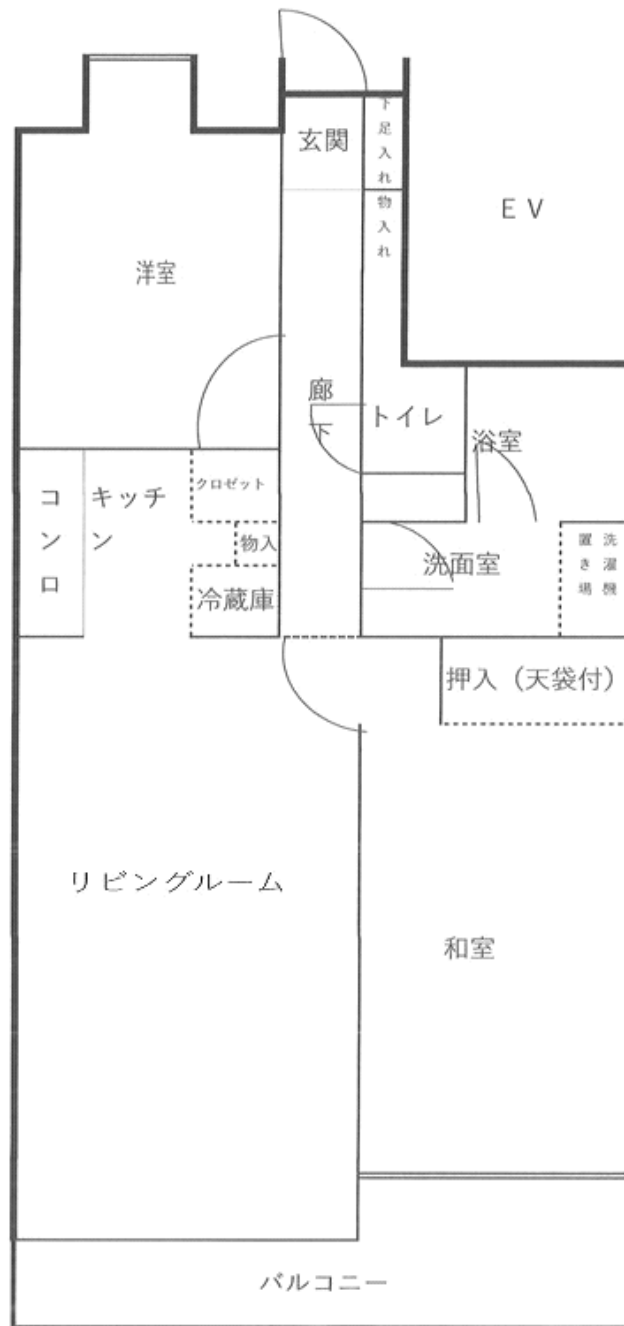 玄関
下足入れ
物入れ
EV
洋室
廊下
トイレ
浴室
クロゼット
コンロ
キッチン
物入
洗面室
洗濯機
置き場
冷蔵庫
押入（天袋付）
リビングルーム
和室
バルコニー